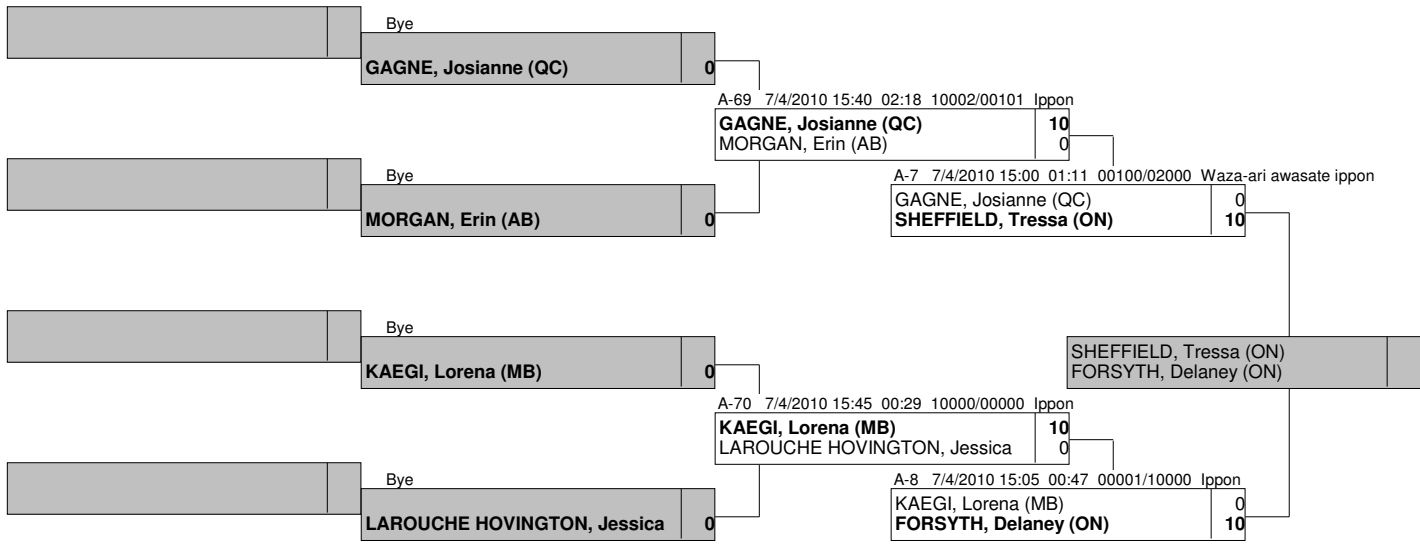 Bye
GAGNE, Josianne (QC) 0
A-69 7/4/2010 15:40 02:18 10002/00101 Ippon
GAGNE, Josianne (QC) 10
MORGAN, Erin (AB) 0
Bye
MORGAN, Erin (AB) 0
A-7 7/4/2010 15:00 01:11 00100/02000 Waza-ari awasate ippon
GAGNE, Josianne (QC) 0
SHEFFIELD, Tressa (ON) 10
Bye
KAEGI, Lorena (MB) 0
SHEFFIELD, Tressa (ON)
FORSYTH, Delaney (ON)
A-70 7/4/2010 15:45 00:29 10000/00000 Ippon
KAEGI, Lorena (MB) 10
LAROUCHE HOVINGTON, Jessica 0
Bye
LAROUCHE HOVINGTON, Jessica 0
A-8 7/4/2010 15:05 00:47 00001/10000 Ippon
KAEGI, Lorena (MB) 0
FORSYTH, Delaney (ON) 10